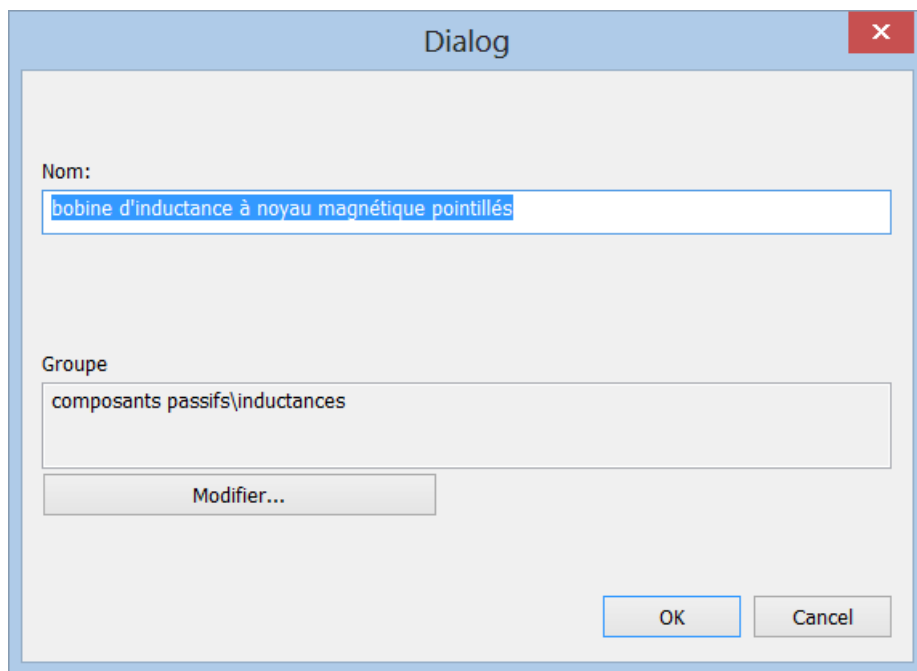 Dialog
Nom:
bobine d'inductance à noyau magnétique pointillés
Groupe
composants passifs\inductances
Modifier...
OK
Cancel